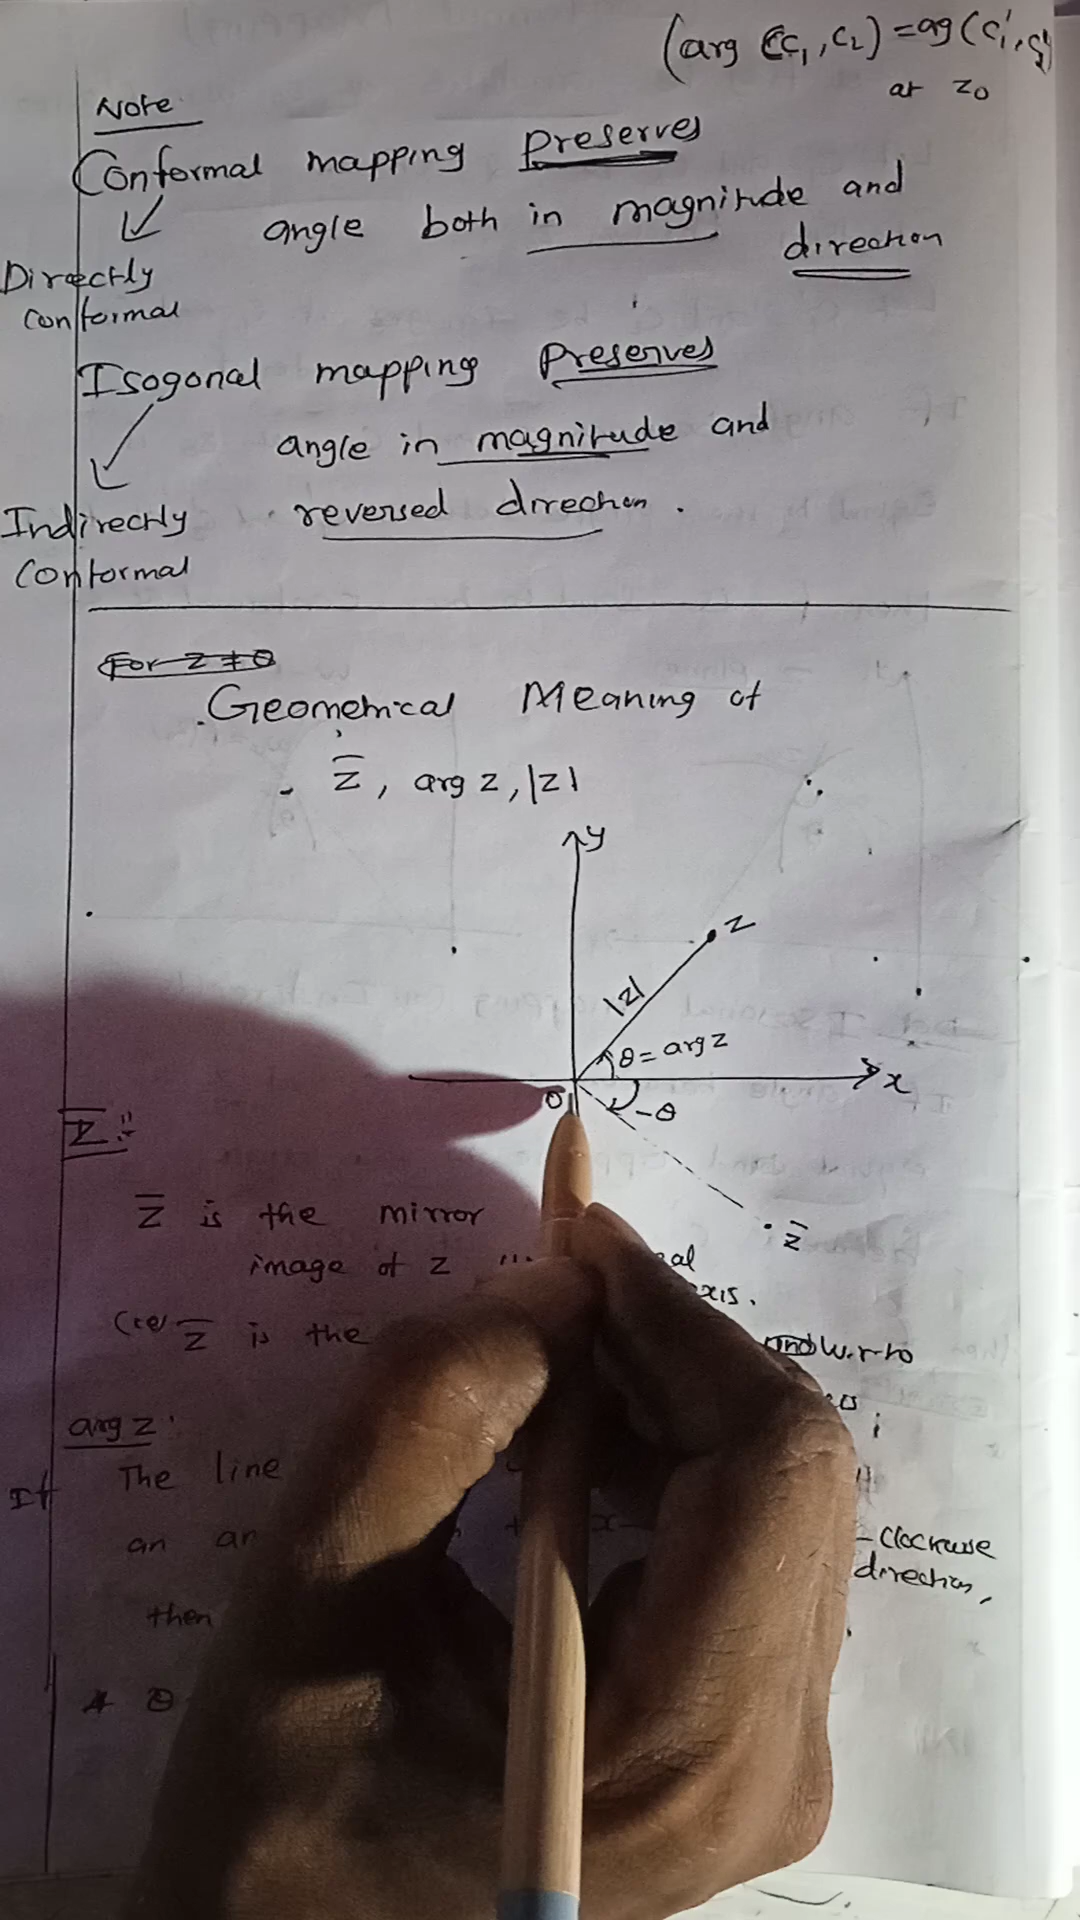 (arg (C₁, C₂) = ag (C₁', C₂')
at z₀
Note
Conformal mapping Preserves
angle both in magnitude and
direction
Directly
conformal
Isogonal mapping Preserves
angle in magnitude and
reversed direction.
Indirectly
Conformal
For z ≠ 0
Geometrical Meaning of
z̅, arg z, |z|
y
z
|z|
θ = arg z
x
0
-θ
z̅
z̅:-
z̅ is the mirror
image of z
axis.
z̅ is the w.r.to
arg z:
If The line
an
-clockwise
direction,
then
θ